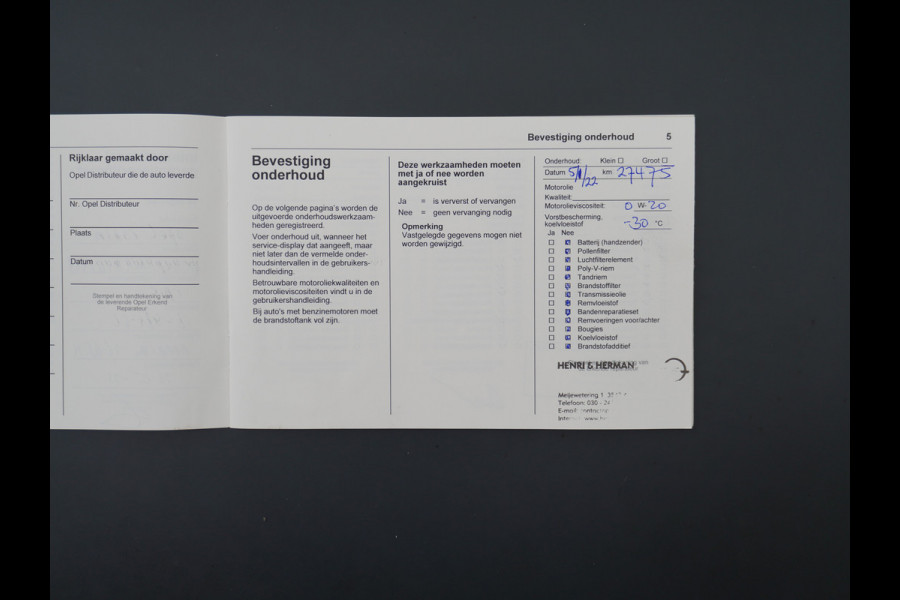 Rijklaar gemaakt door
Opel Distributeur die de auto leverde
Nr. Opel Distributeur
Plaats
Datum
Stempel en handtekening van
de leverende Opel Erkend
Reparateur
Bevestiging onderhoud 5
Bevestiging
onderhoud
Op de volgende pagina's worden de
uitgevoerde onderhoudswerkzaam-
heden geregistreerd.
Voer onderhoud uit, wanneer het
service-display dat aangeeft, maar
niet later dan de vermelde onder-
houdsintervallen in de gebruikers-
handleiding.
Betrouwbare motoroliekwaliteiten en
motorolieviscositeiten vindt u in de
gebruikershandleiding.
Bij auto's met benzinemotoren moet
de brandstoftank vol zijn.
Deze werkzaamheden moeten
met ja of nee worden
aangekruist
Ja = is ververst of vervangen
Nee = geen vervanging nodig
Opmerking
Vastgelegde gegevens mogen niet
worden gewijzigd.
Onderhoud: Klein Groot
Datum /22 km 27475
Motorolie
Kwaliteit:
Motorolieviscositeit: 0 W- 20
Vorstbescherming,
koelvloeistof -30 °C
Ja Nee
Batterij (handzender)
Pollenfilter
Luchtfilterelement
Poly-V-riem
Tandriem
Brandstoffilter
Transmissieolie
Remvloeistof
Bandenreparatieset
Remvoeringen voor/achter
Bougies
Koelvloeistof
Brandstofadditief
HENRI & HERMAN
Meijewetering 1
Telefoon: 030 -
E-mail: